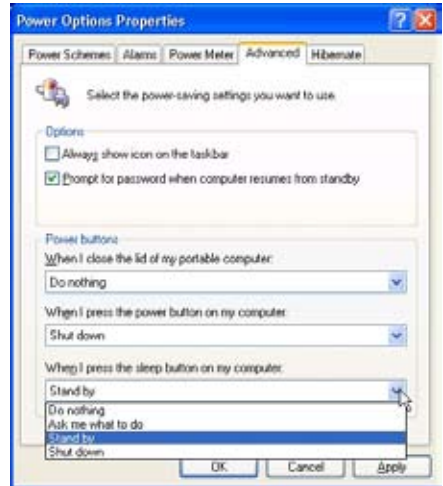 Power Options Properties
Power Schemes Alarms Power Meter Advanced Hibernate
Select the power-saving settings you want to use.
Options
Always show icon on the taskbar
Prompt for password when computer resumes from standby
Power buttons
When I close the lid of my portable computer:
Do nothing
When I press the power button on my computer:
Shut down
When I press the sleep button on my computer:
Stand by
Do nothing
Ask me what to do
Stand by
Shut down
OK Cancel Apply